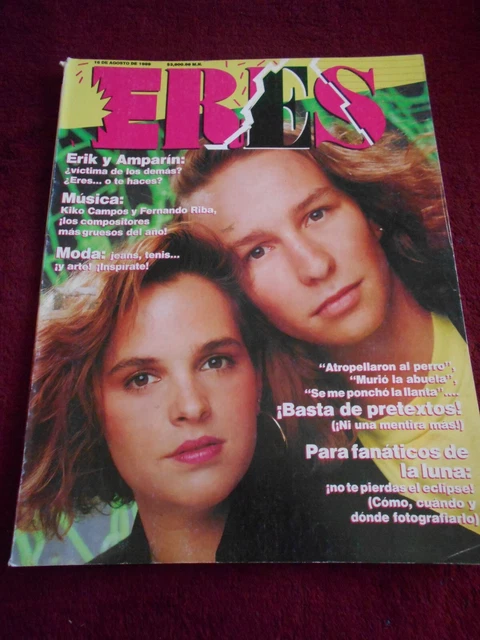 16 DE AGOSTO DE 1989 $3,800.00 M.N.
ERES
Erik y Amparín:
¿víctima de los demás?
¿Eres... o te haces?
Música:
Kiko Campos y Fernando Riba,
¡los compositores
más gruesos del año!
Moda: jeans, tenis...
¡y arte! ¡Inspírate!
"Atropellaron al perro",
"Murió la abuela",
"Se me ponchó la llanta"....
¡Basta de pretextos!
(¡Ni una mentira más!)
Para fanáticos de
la luna:
¡no te pierdas el eclipse!
(Cómo, cuándo y
dónde fotografiarlo)